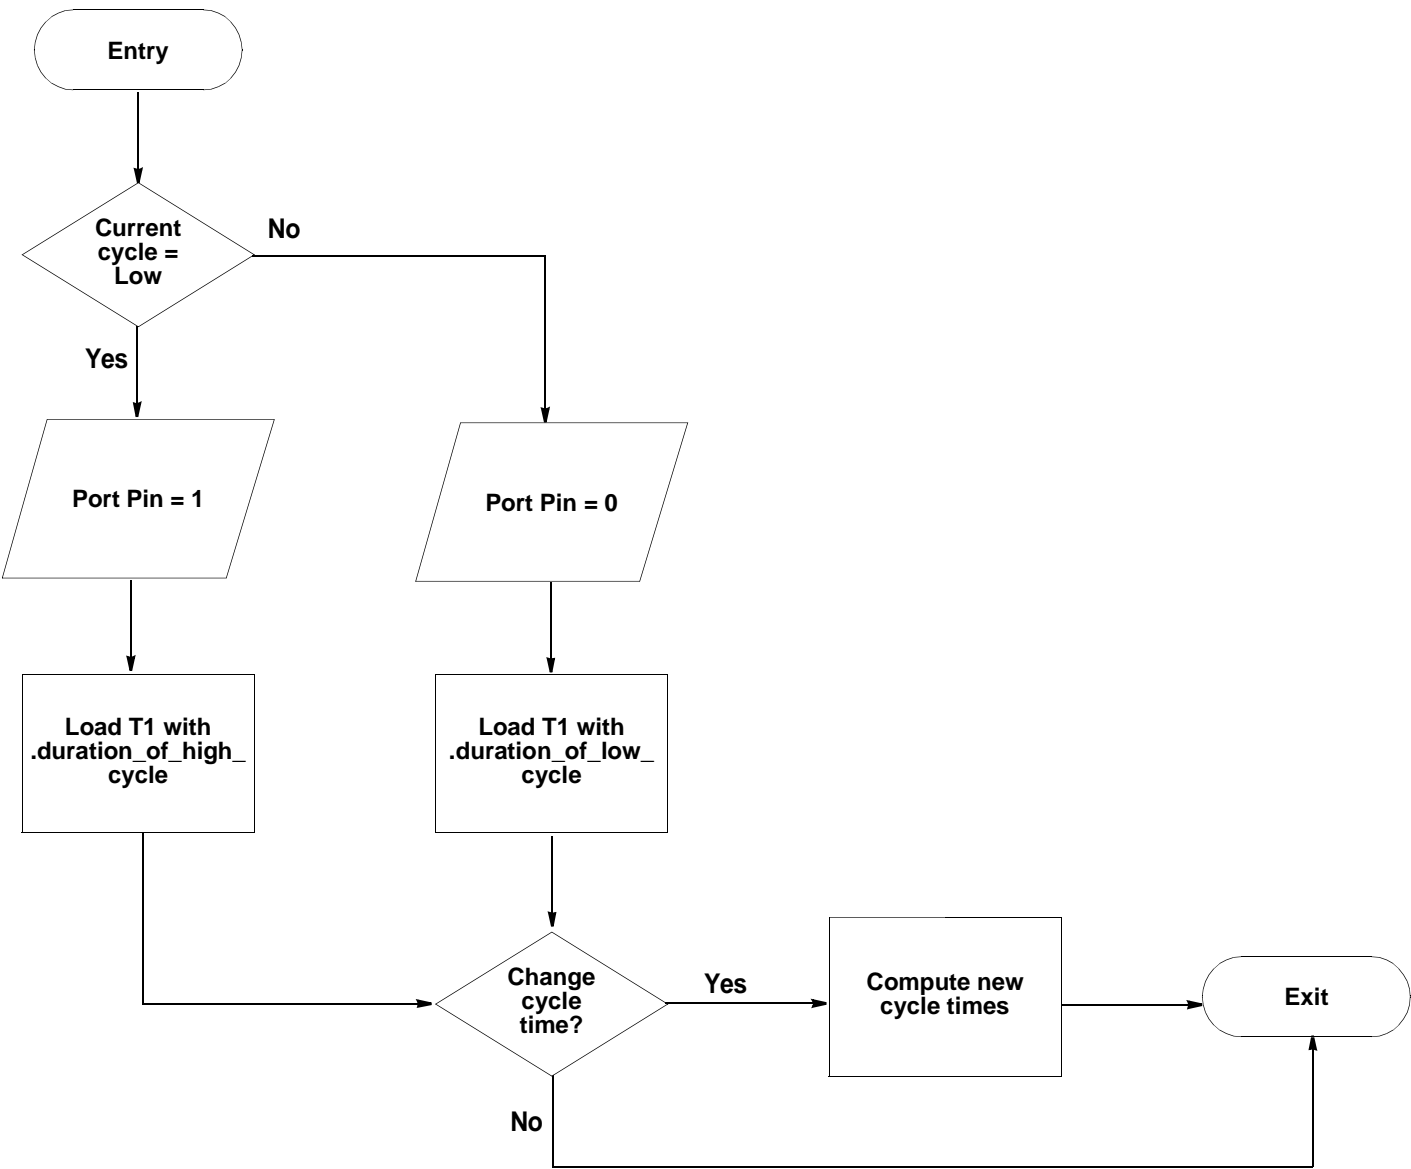 Entry
Current
cycle =
Low
No
Yes
Port Pin = 1
Port Pin = 0
Load T1 with
.duration_of_high_
cycle
Load T1 with
.duration_of_low_
cycle
Change
cycle
time?
Yes
Compute new
cycle times
Exit
No